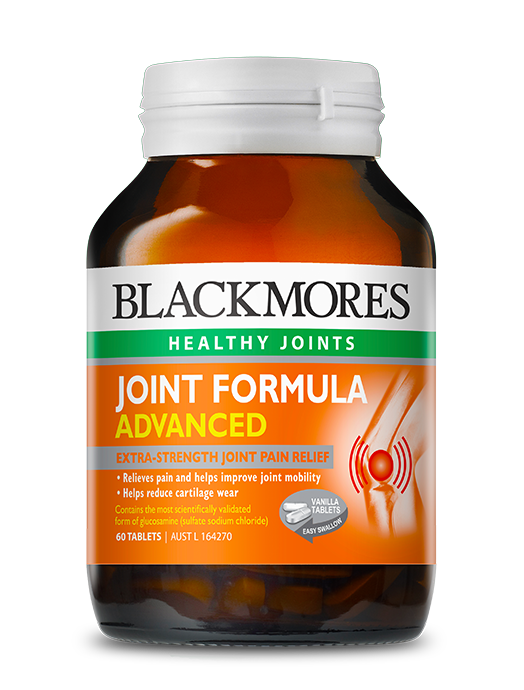 BLACKMORES
HEALTHY JOINTS
JOINT FORMULA
ADVANCED
EXTRA-STRENGTH JOINT PAIN RELIEF
• Relieves pain and helps improve joint mobility
• Helps reduce cartilage wear
Contains the most scientifically validated
form of glucosamine (sulfate sodium chloride)
60 TABLETS | AUST L 164270
VANILLA
TABLETS
EASY SWALLOW